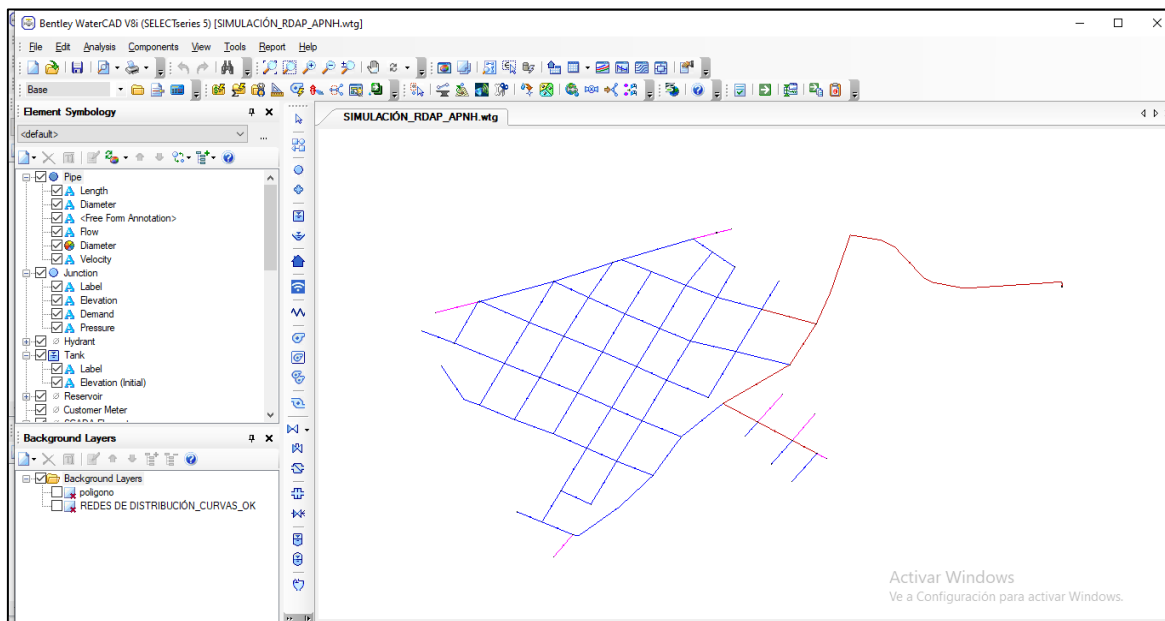 Bentley WaterCAD V8i (SELECTseries 5) [SIMULACIÓN_RDAP_APNH.wtg]
File Edit Analysis Components View Tools Report Help
Base
Element Symbology
<default>
...
Pipe
Length
Diameter
<Free Form Annotation>
Flow
Diameter
Velocity
Junction
Label
Elevation
Demand
Pressure
Hydrant
Tank
Label
Elevation (Initial)
Reservoir
Customer Meter
Background Layers
Background Layers
poligono
REDES DE DISTRIBUCIÓN_CURVAS_OK
SIMULACIÓN_RDAP_APNH.wtg
Activar Windows
Ve a Configuración para activar Windows.